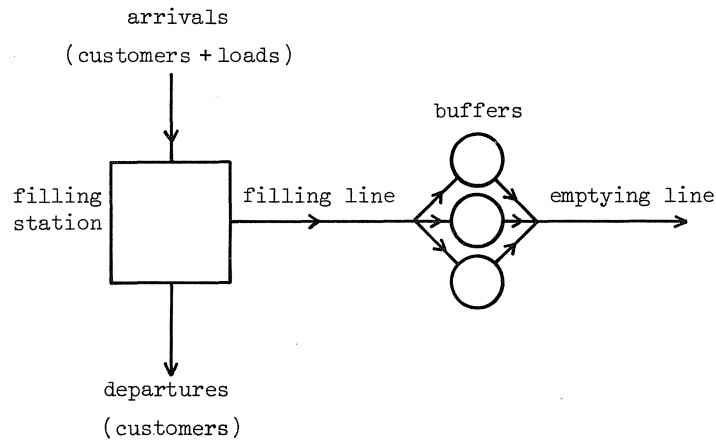 arrivals
(customers + loads)
buffers
filling station
filling line
emptying line
departures
(customers)